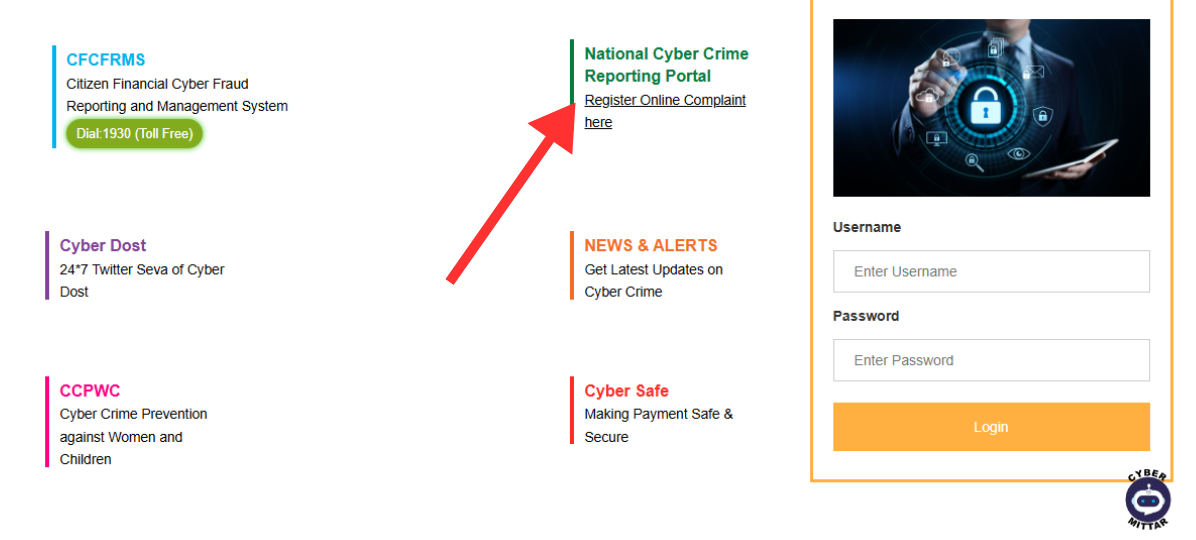 CFCFRMS
Citizen Financial Cyber Fraud
Reporting and Management System
Dial:1930 (Toll Free)
National Cyber Crime
Reporting Portal
Register Online Complaint
here
Cyber Dost
24*7 Twitter Seva of Cyber
Dost
NEWS & ALERTS
Get Latest Updates on
Cyber Crime
CCPWC
Cyber Crime Prevention
against Women and
Children
Cyber Safe
Making Payment Safe &
Secure
Username
Enter Username
Password
Enter Password
Login
CYBER
MITTAR